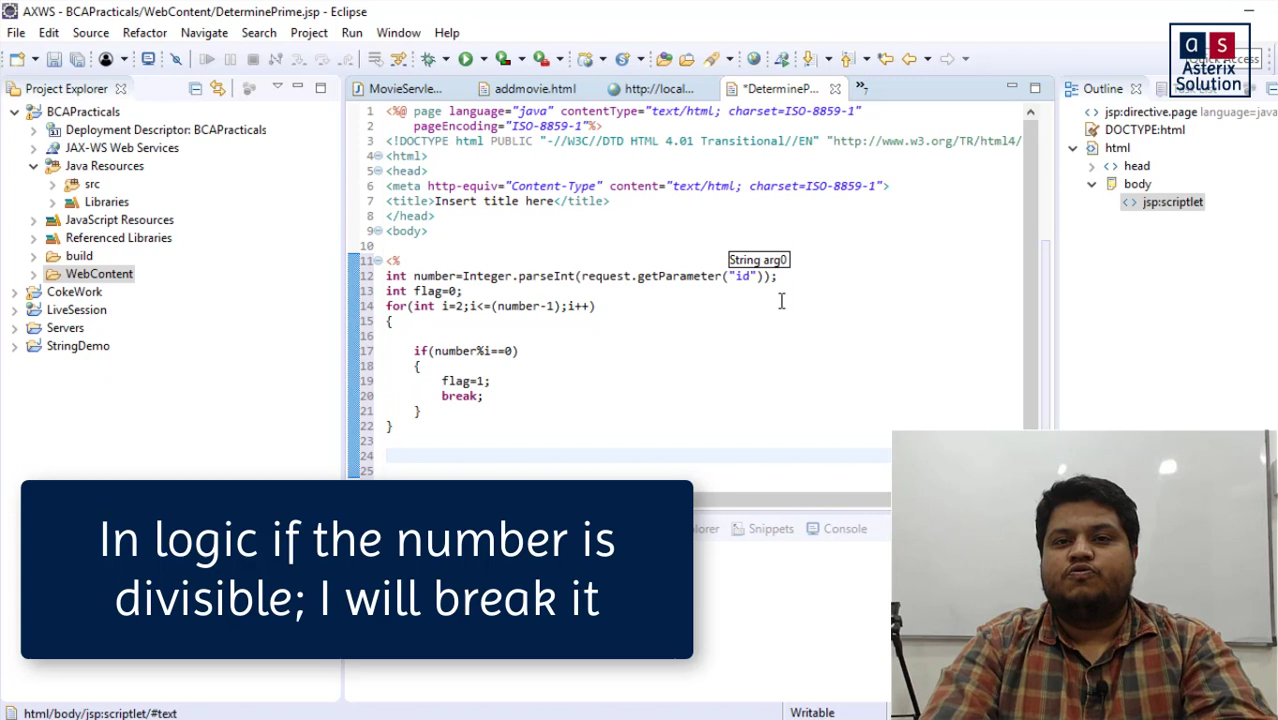 AXWS - BCAPracticals/WebContent/DeterminePrime.jsp - Eclipse
File Edit Source Refactor Navigate Search Project Run Window Help
as
Asterix
Solution
Access
Project Explorer
BCAPracticals
Deployment Descriptor: BCAPracticals
JAX-WS Web Services
Java Resources
src
Libraries
JavaScript Resources
Referenced Libraries
build
WebContent
CokeWork
LiveSession
Servers
StringDemo
MovieServle... addmovie.html http://local... *DetermineP... »7
1 <%@ page language="java" contentType="text/html; charset=ISO-8859-1"
2 pageEncoding="ISO-8859-1"%>
3 <!DOCTYPE html PUBLIC "-//W3C//DTD HTML 4.01 Transitional//EN" "http://www.w3.org/TR/html4/
4 <html>
5 <head>
6 <meta http-equiv="Content-Type" content="text/html; charset=ISO-8859-1">
7 <title>Insert title here</title>
8 </head>
9 <body>
10
11 <%
String arg0
12 int number=Integer.parseInt(request.getParameter("id"));
13 int flag=0;
14 for(int i=2;i<=(number-1);i++)
15 {
16
17 if(number%i==0)
18 {
19 flag=1;
20 break;
21 }
22 }
23
24
25
Outline
jsp:directive.page language=java
DOCTYPE:html
html
head
body
jsp:scriptlet
plorer Snippets Console
In logic if the number is
divisible; I will break it
html/body/jsp:scriptlet/#text
Writable